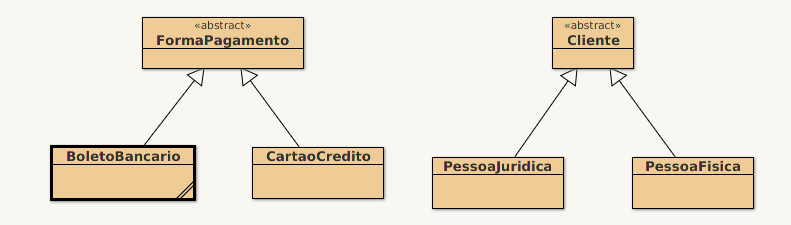 «abstract»
FormaPagamento
«abstract»
Cliente
BoletoBancario
CartaoCredito
PessoaJuridica
PessoaFisica